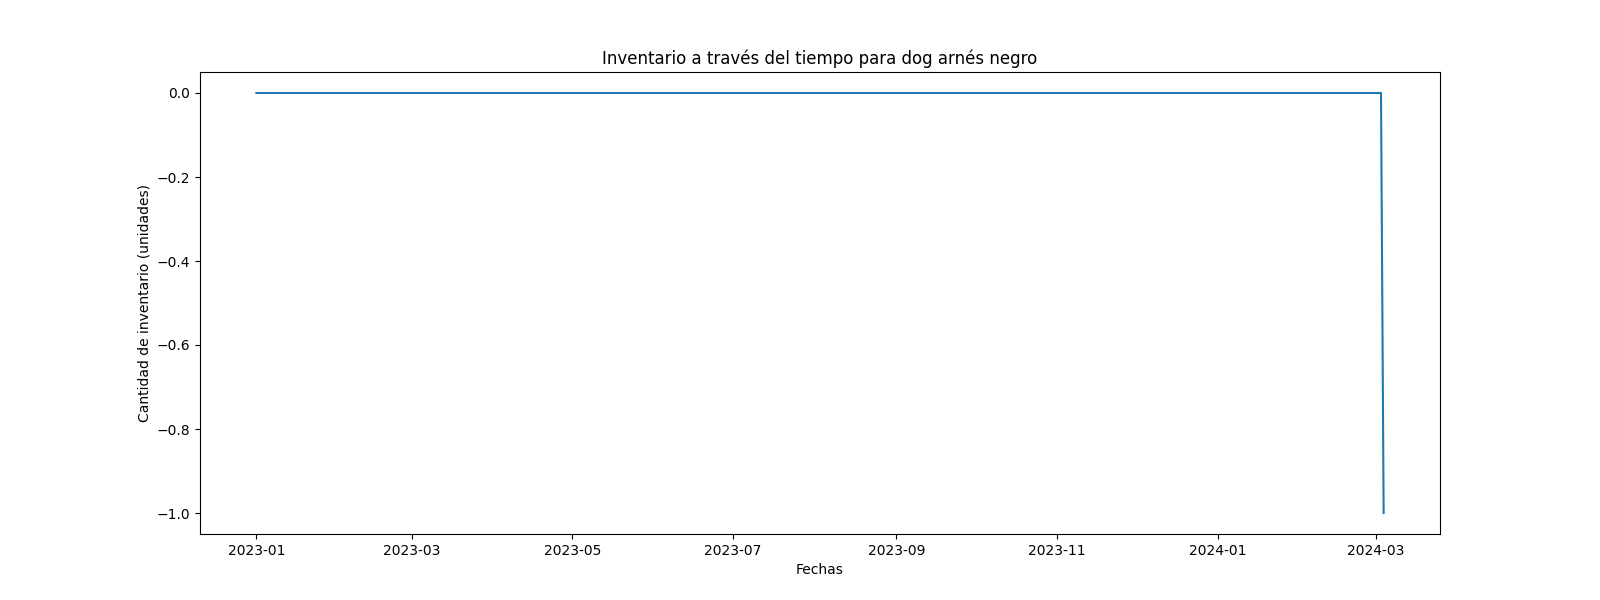 Inventario a través del tiempo para dog arnés negro
0.0
−0.2
−0.4
−0.6
−0.8
−1.0
Cantidad de inventario (unidades)
2023-01 2023-03 2023-05 2023-07 2023-09 2023-11 2024-01 2024-03
Fechas